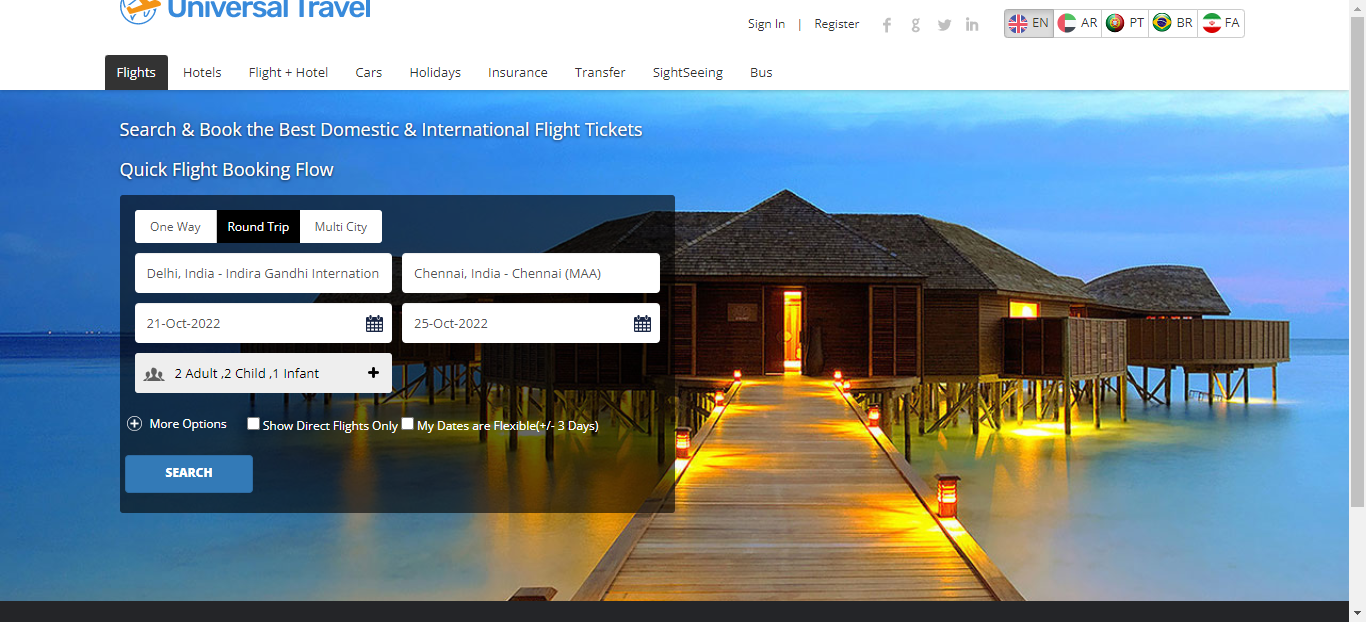 Universal Travel
Sign In | Register
EN AR PT BR FA
Flights Hotels Flight + Hotel Cars Holidays Insurance Transfer SightSeeing Bus
Search & Book the Best Domestic & International Flight Tickets
Quick Flight Booking Flow
One Way Round Trip Multi City
Delhi, India - Indira Gandhi Internation Chennai, India - Chennai (MAA)
21-Oct-2022 25-Oct-2022
2 Adult ,2 Child ,1 Infant
More Options Show Direct Flights Only My Dates are Flexible(+/- 3 Days)
SEARCH